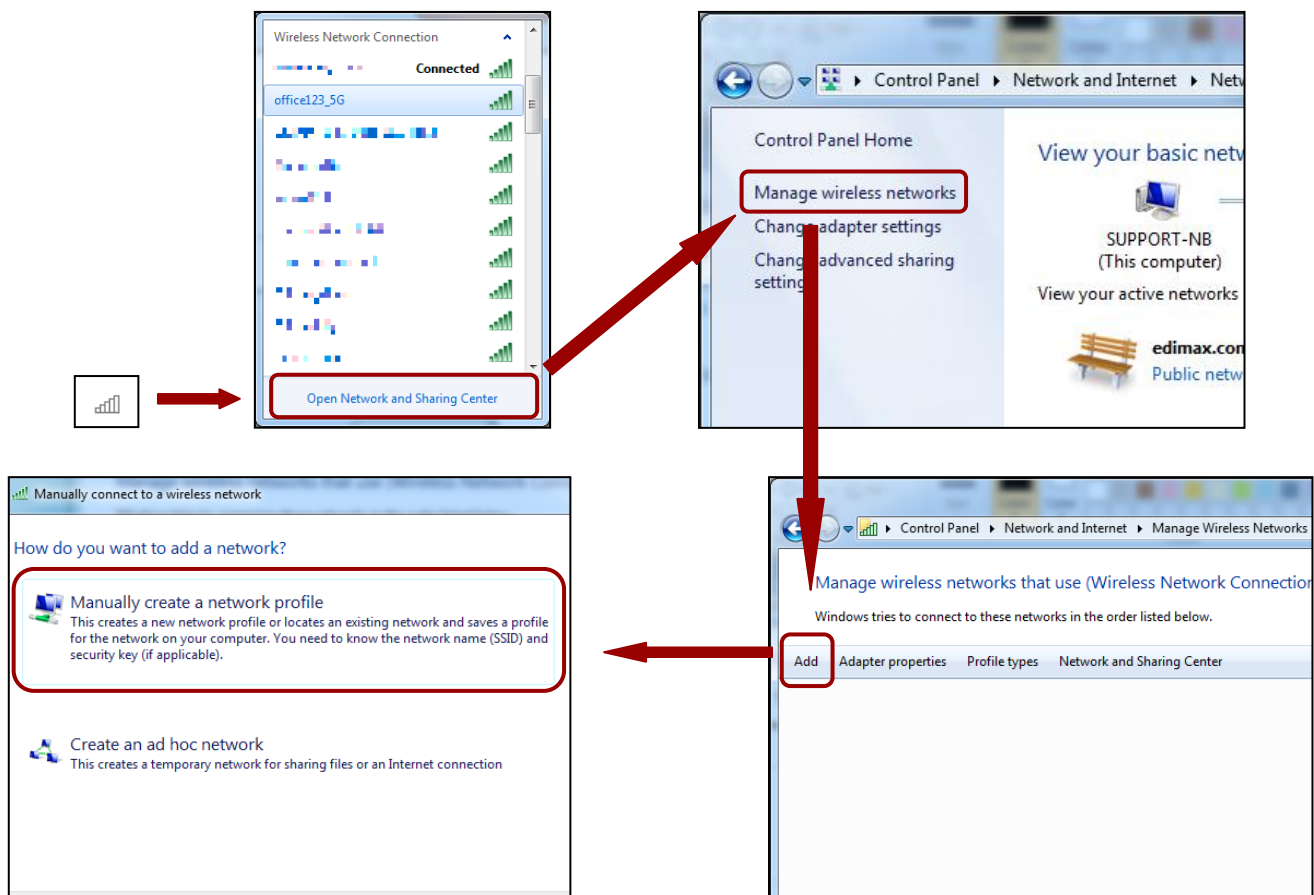 Wireless Network Connection
Connected
office123_5G
Open Network and Sharing Center
Control Panel Network and Internet Netw
Control Panel Home
Manage wireless networks
Change adapter settings
Change advanced sharing
setting
View your basic netw
SUPPORT-NB
(This computer)
View your active networks
edimax.con
Public netw
Manually connect to a wireless network
How do you want to add a network?
Manually create a network profile
This creates a new network profile or locates an existing network and saves a profile
for the network on your computer. You need to know the network name (SSID) and
security key (if applicable).
Create an ad hoc network
This creates a temporary network for sharing files or an Internet connection
Control Panel Network and Internet Manage Wireless Networks
Manage wireless networks that use (Wireless Network Connection
Windows tries to connect to these networks in the order listed below.
Add Adapter properties Profile types Network and Sharing Center